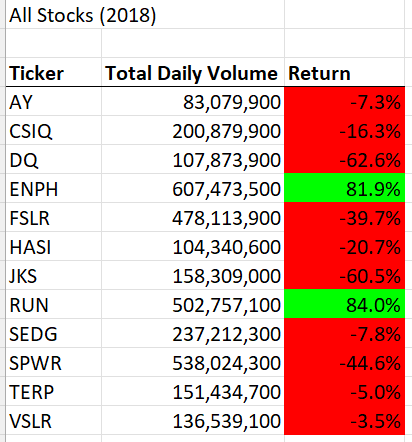 All Stocks (2018)
Ticker Total Daily Volume Return
AY 83,079,900 -7.3%
CSIQ 200,879,900 -16.3%
DQ 107,873,900 -62.6%
ENPH 607,473,500 81.9%
FSLR 478,113,900 -39.7%
HASI 104,340,600 -20.7%
JKS 158,309,000 -60.5%
RUN 502,757,100 84.0%
SEDG 237,212,300 -7.8%
SPWR 538,024,300 -44.6%
TERP 151,434,700 -5.0%
VSLR 136,539,100 -3.5%